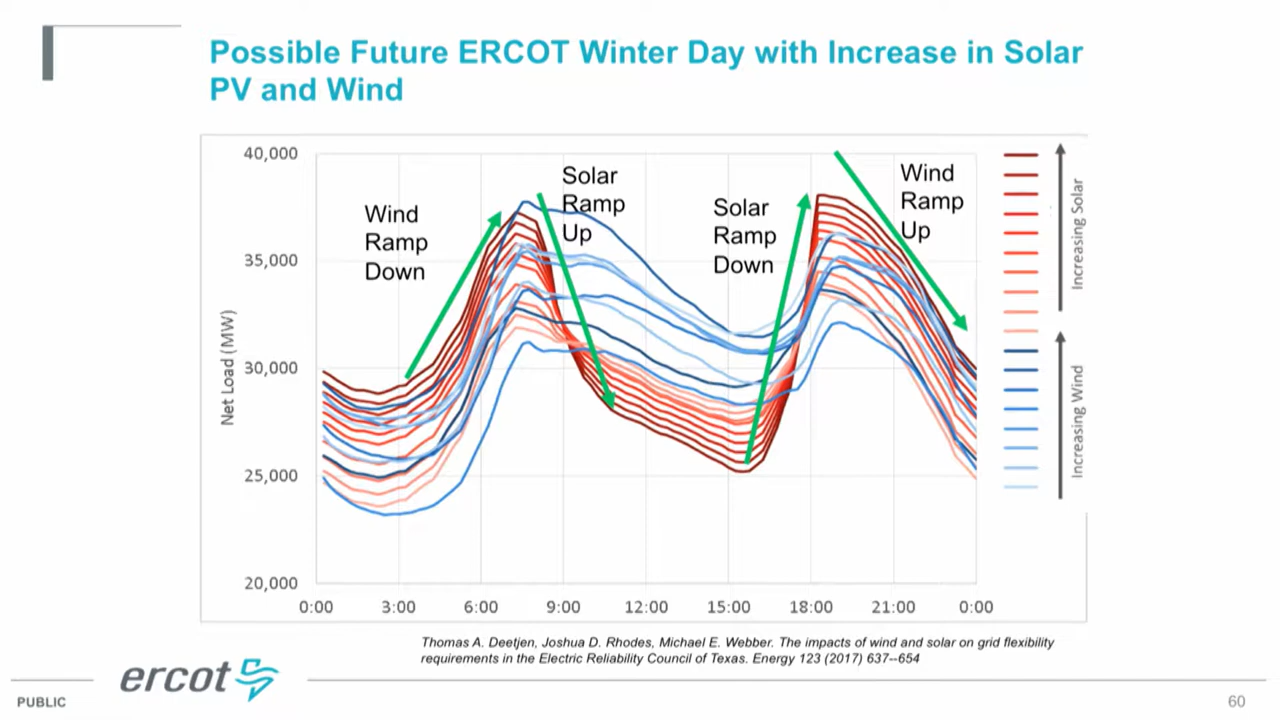 Possible Future ERCOT Winter Day with Increase in Solar
PV and Wind
40,000
35,000
30,000
25,000
20,000
Net Load (MW)
0:00
3:00
6:00
9:00
12:00
15:00
18:00
21:00
0:00
Wind
Ramp
Down
Solar
Ramp
Up
Solar
Ramp
Down
Wind
Ramp
Up
Increasing Solar
Increasing Wind
Thomas A. Deetjen, Joshua D. Rhodes, Michael E. Webber. The impacts of wind and solar on grid flexibility
requirements in the Electric Reliability Council of Texas. Energy 123 (2017) 637--654
ercot
PUBLIC
60